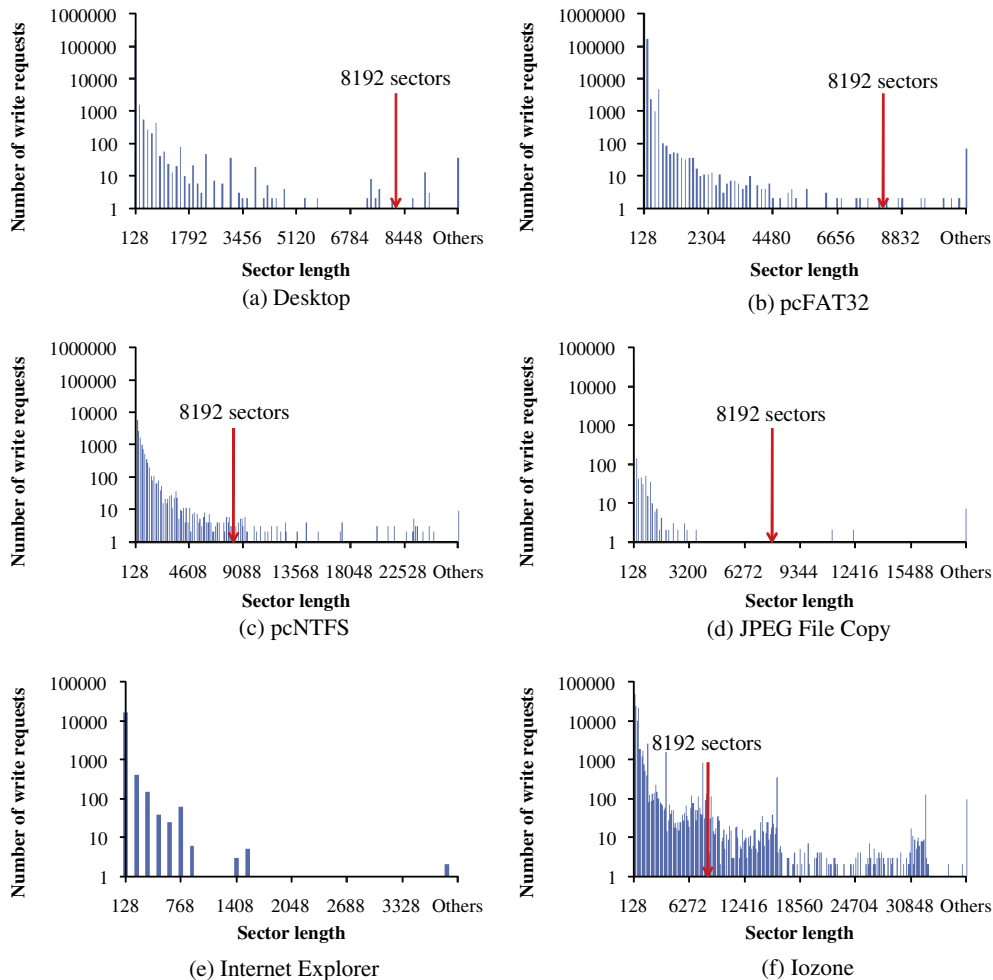 Number of write requests
1000000
100000
10000
1000
100
10
1
8192 sectors
128 1792 3456 5120 6784 8448 Others
Sector length
(a) Desktop
Number of write requests
1000000
100000
10000
1000
100
10
1
8192 sectors
128 2304 4480 6656 8832 Others
Sector length
(b) pcFAT32
Number of write requests
1000000
100000
10000
1000
100
10
1
8192 sectors
128 4608 9088 13568 18048 22528 Others
Sector length
(c) pcNTFS
Number of write requests
100000
10000
1000
100
10
1
8192 sectors
128 3200 6272 9344 12416 15488 Others
Sector length
(d) JPEG File Copy
Number of write requests
100000
10000
1000
100
10
1
128 768 1408 2048 2688 3328 Others
Sector length
(e) Internet Explorer
Number of write requests
100000
10000
1000
100
10
1
8192 sectors
128 6272 12416 18560 24704 30848 Others
Sector length
(f) Iozone